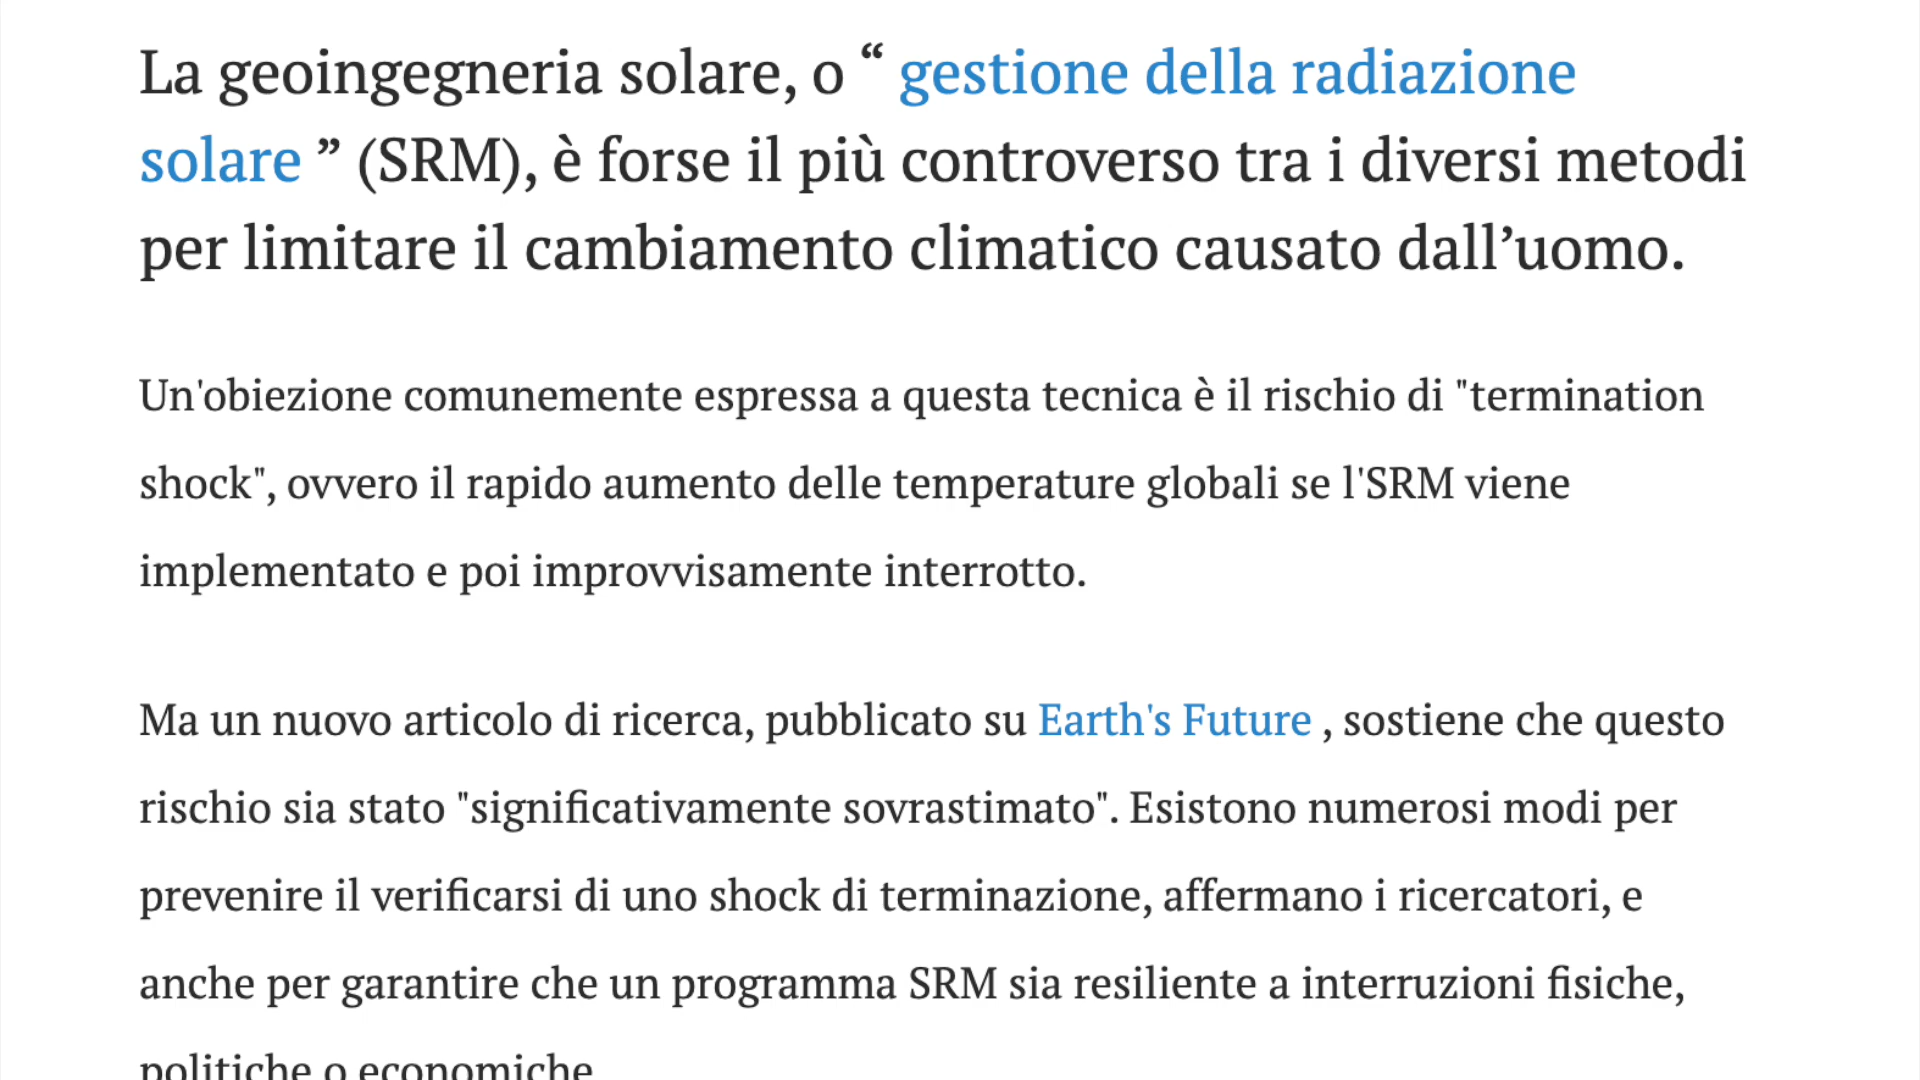 La geoingegneria solare, o “ gestione della radiazione
solare ” (SRM), è forse il più controverso tra i diversi metodi
per limitare il cambiamento climatico causato dall’uomo.
Un'obiezione comunemente espressa a questa tecnica è il rischio di "termination
shock", ovvero il rapido aumento delle temperature globali se l'SRM viene
implementato e poi improvvisamente interrotto.
Ma un nuovo articolo di ricerca, pubblicato su Earth's Future , sostiene che questo
rischio sia stato "significativamente sovrastimato". Esistono numerosi modi per
prevenire il verificarsi di uno shock di terminazione, affermano i ricercatori, e
anche per garantire che un programma SRM sia resiliente a interruzioni fisiche,
politiche o economiche